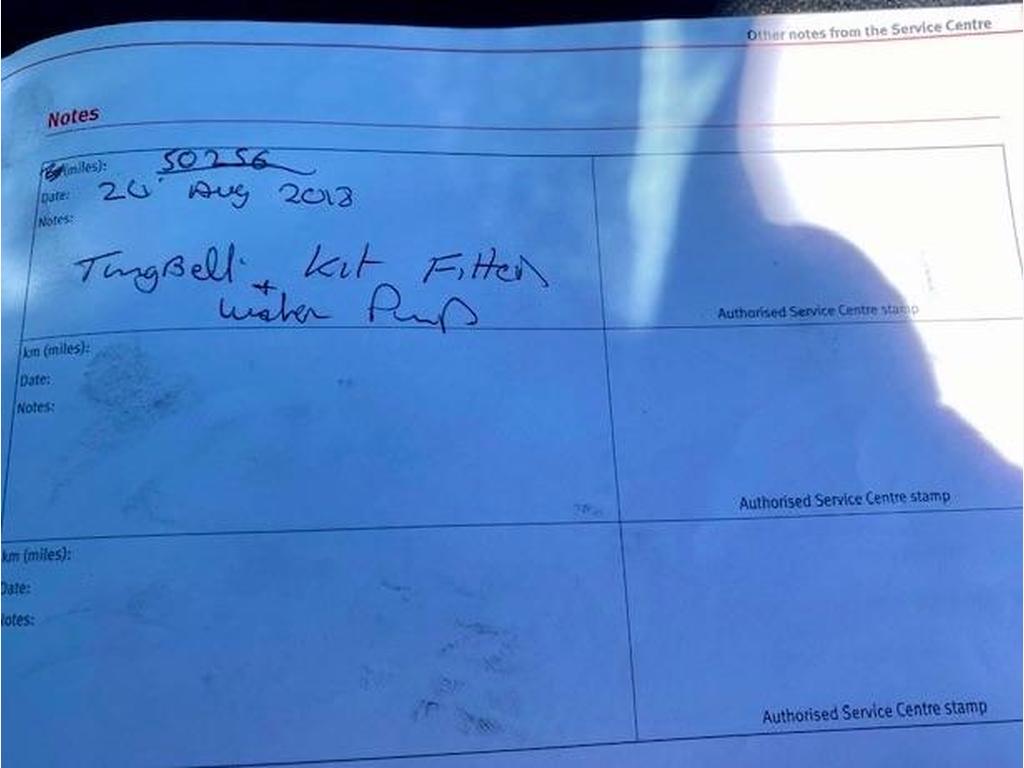 Other notes from the Service Centre
Notes
(miles): 50256
Date: 20 Aug 2018
Notes:
TingBelt Kit Fitted
+ Water Pump
Authorised Service Centre stamp
km (miles):
Date:
Notes:
Authorised Service Centre stamp
km (miles):
Date:
Notes:
Authorised Service Centre stamp